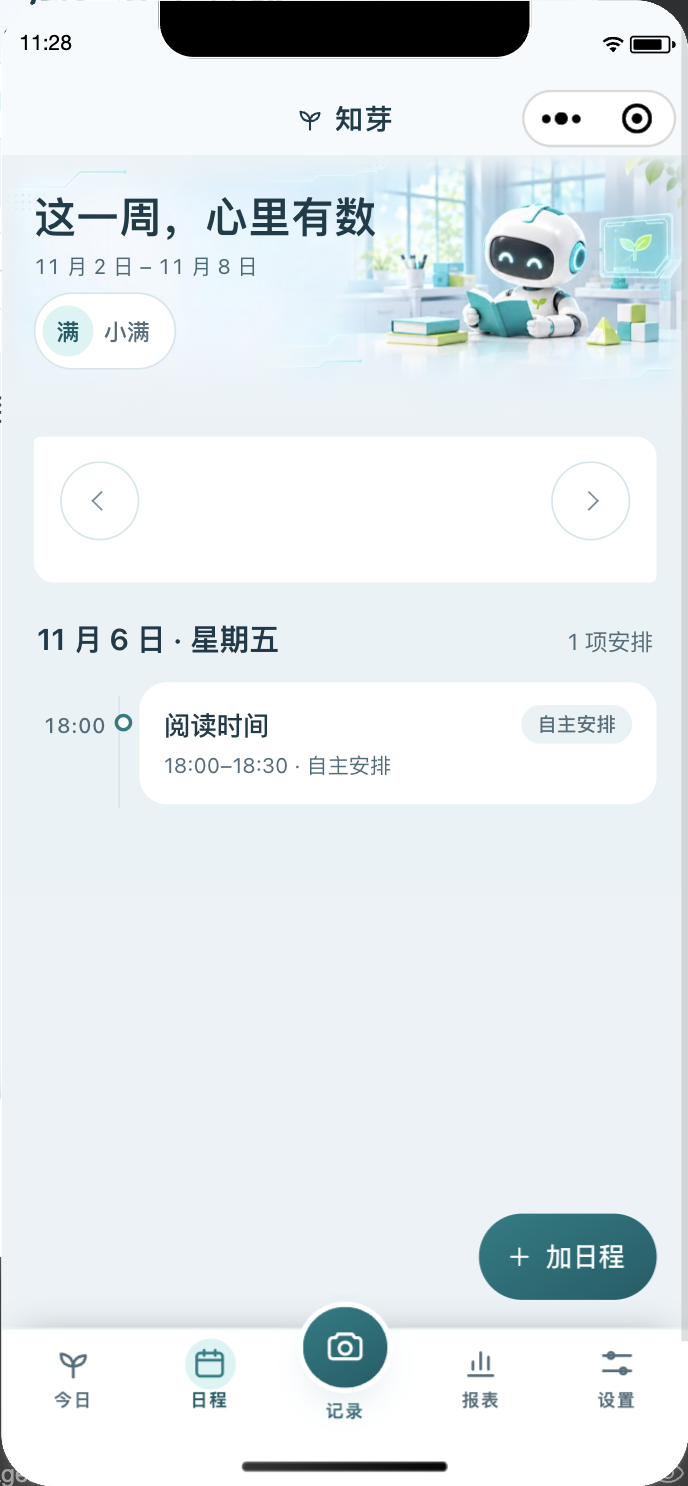 11:28
知芽
这一周，心里有数
11 月 2 日 – 11 月 8 日
满 小满
11 月 6 日 · 星期五
1 项安排
18:00
阅读时间
自主安排
18:00–18:30 · 自主安排
+ 加日程
今日
日程
记录
报表
设置